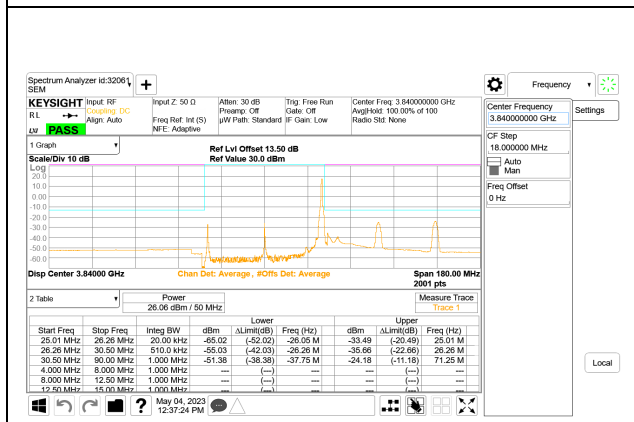 Spectrum Analyzer id:32061
SEM
+
Frequency
KEYSIGHT
RL
PASS
Input: RF
Coupling: DC
Align: Auto
Input Z: 50 Ω
Freq Ref: Int (S)
NFE: Adaptive
Atten: 30 dB
Preamp: Off
µW Path: Standard
Trig: Free Run
Gate: Off
IF Gain: Low
Center Freq: 3.840000000 GHz
Avg|Hold: 100.00% of 100
Radio Std: None
Center Frequency
3.840000000 GHz
Settings
CF Step
18.000000 MHz
Auto
Man
Freq Offset
0 Hz
Local
1 Graph
Scale/Div 10 dB
Ref Lvl Offset 13.50 dB
Ref Value 30.0 dBm
Log
20.0
10.0
0.00
-10.0
-20.0
-30.0
-40.0
-50.0
-60.0
Disp Center 3.84000 GHz
Chan Det: Average , #Offs Det: Average
Span 180.00 MHz
2001 pts
2 Table
Power
26.06 dBm / 50 MHz
Measure Trace
Trace 1
Lower Upper
Start Freq Stop Freq Integ BW dBm ΔLimit(dB) Freq (Hz) dBm ΔLimit(dB) Freq (Hz)
25.01 MHz 26.26 MHz 20.00 kHz -65.02 (-52.02) -26.05 M -33.49 (-20.49) 25.01 M
26.26 MHz 30.50 MHz 510.0 kHz -55.03 (-42.03) -26.26 M -35.66 (-22.66) 26.26 M
30.50 MHz 90.00 MHz 1.000 MHz -51.38 (-38.38) -37.75 M -24.18 (-11.18) 71.25 M
4.000 MHz 8.000 MHz 1.000 MHz --- (---) --- --- (---) ---
8.000 MHz 12.50 MHz 1.000 MHz --- (---) --- --- (---) ---
12.50 MHz 15.00 MHz 1.000 MHz --- (---) --- --- (---) ---
?
May 04, 2023
12:37:24 PM